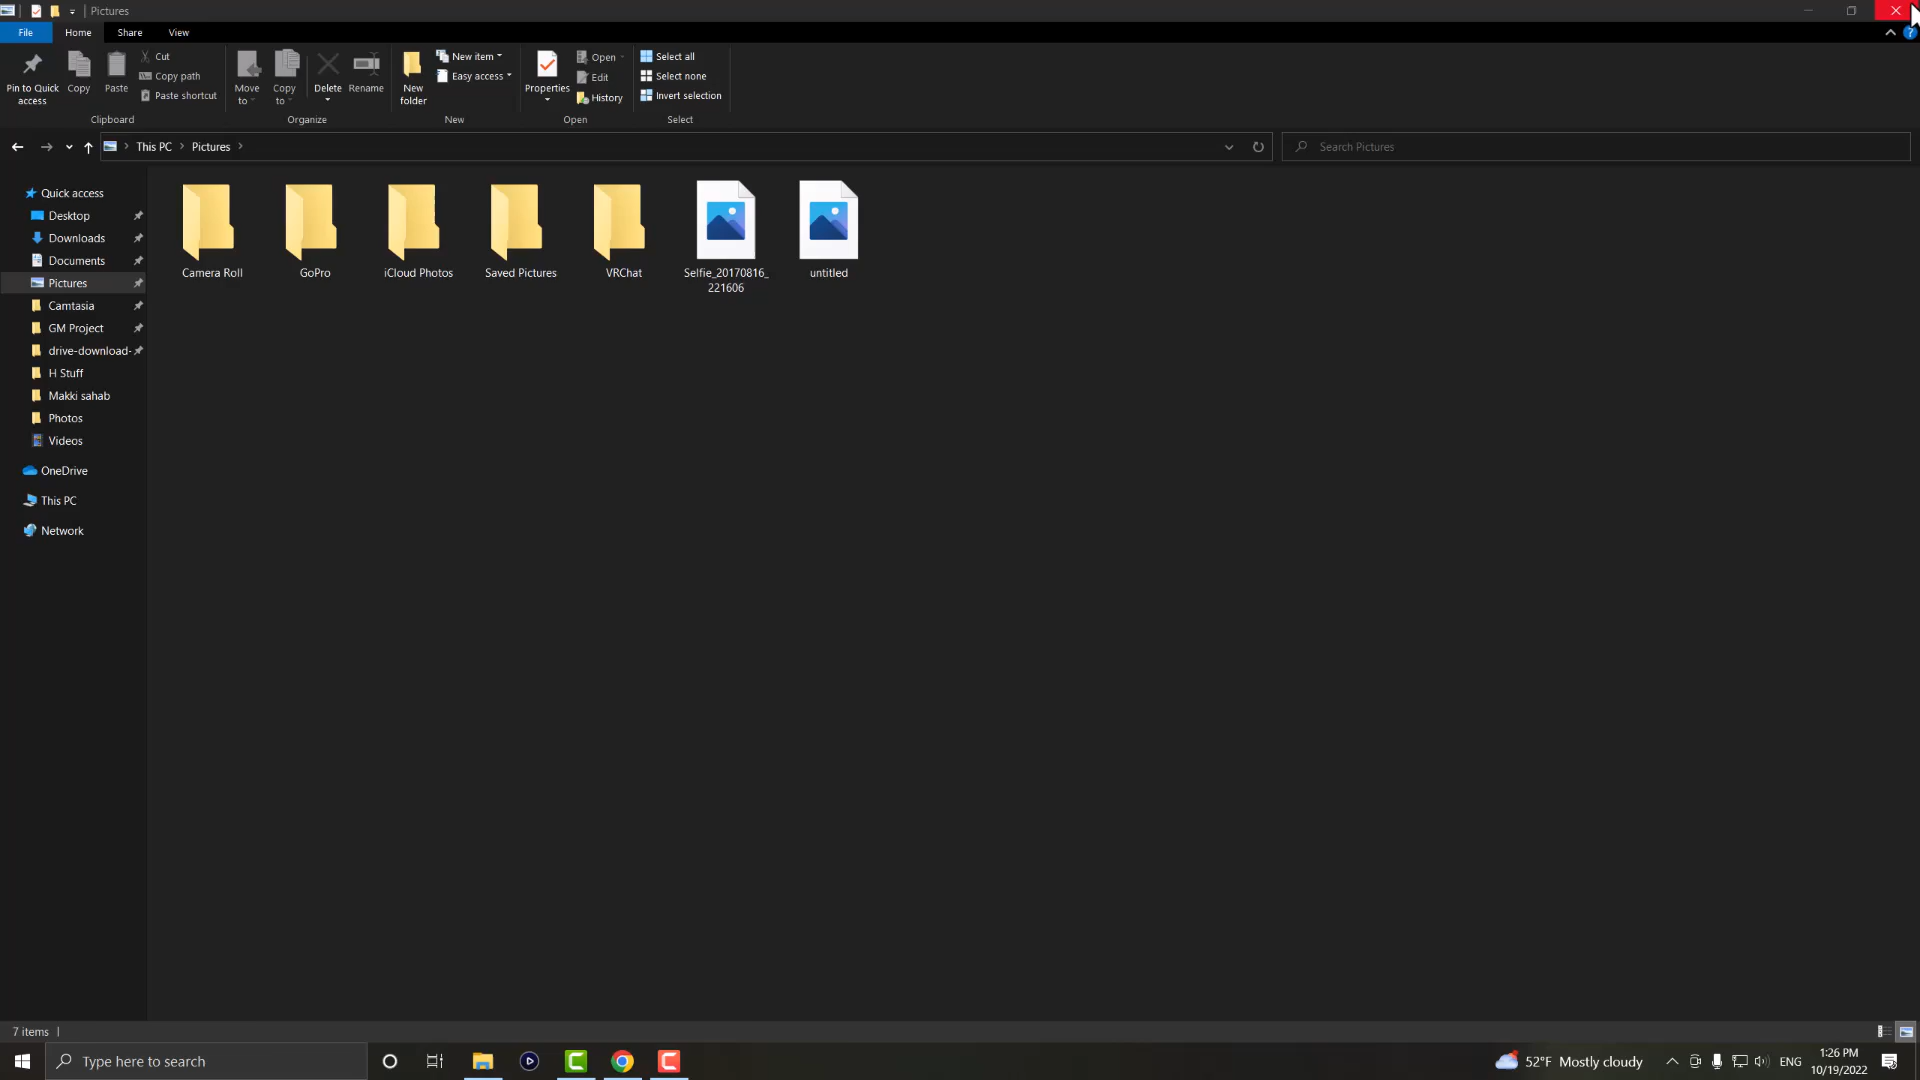 Pictures
File Home Share View
Pin to Quick access
Copy
Paste
Cut
Copy path
Paste shortcut
Clipboard
Move to
Copy to
Delete
Rename
Organize
New folder
New item
Easy access
New
Properties
Open
Edit
History
Open
Select all
Select none
Invert selection
Select
This PC Pictures
Search Pictures
Quick access
Desktop
Downloads
Documents
Pictures
Camtasia
GM Project
drive-download-
H Stuff
Makki sahab
Photos
Videos
OneDrive
This PC
Network
Camera Roll
GoPro
iCloud Photos
Saved Pictures
VRChat
Selfie_20170816_
221606
untitled
7 items
Type here to search
52°F Mostly cloudy
ENG
1:26 PM
10/19/2022